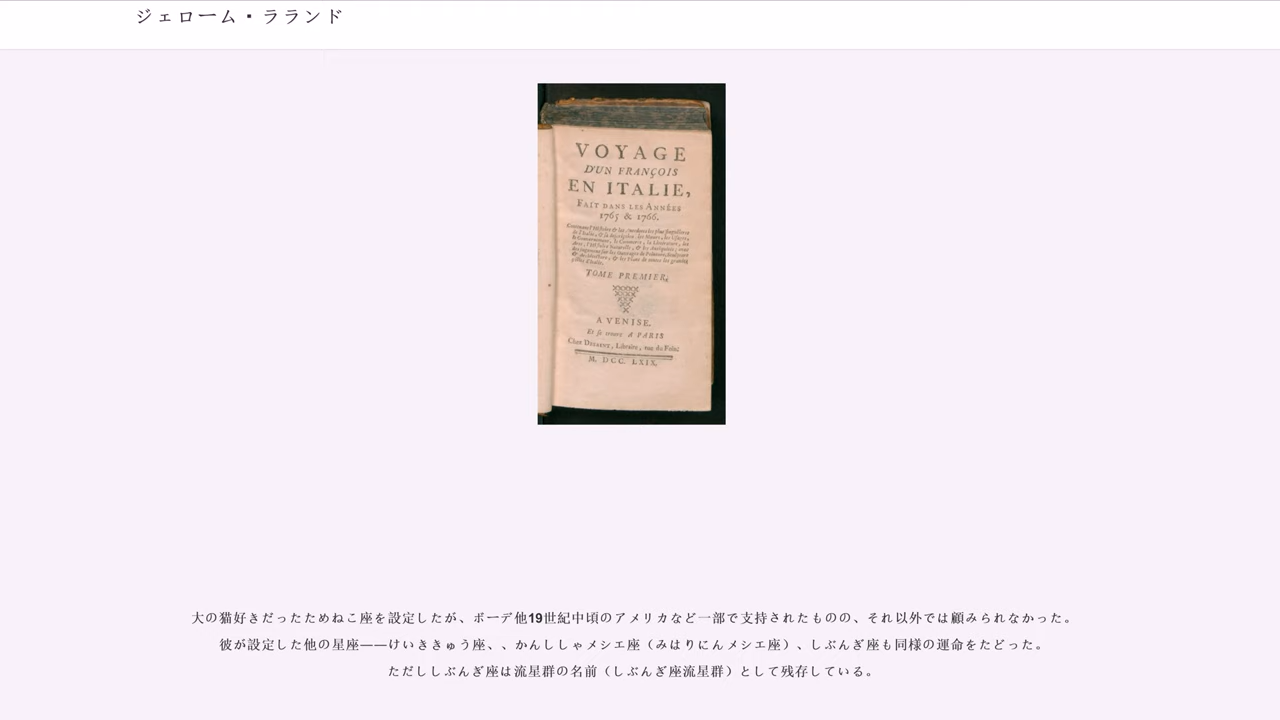 ジェローム・ラランド
VOYAGE
D'UN FRANÇOIS
EN ITALIE,
FAIT DANS LES ANNÉES
1765 & 1766.
TOME PREMIER,
A VENISE,
Et se trouve A PARIS
Libraire, rue du Foin;
M. DCC. LXIX.
大の猫好きだったためねこ座を設定したが、ボーデ他19世紀中頃のアメリカなど一部で支持されたものの、それ以外では顧みられなかった。
彼が設定した他の星座——けいききゅう座、、かんししゃメシエ座（みはりにんメシエ座）、しぶんぎ座も同様の運命をたどった。
ただししぶんぎ座は流星群の名前（しぶんぎ座流星群）として残存している。